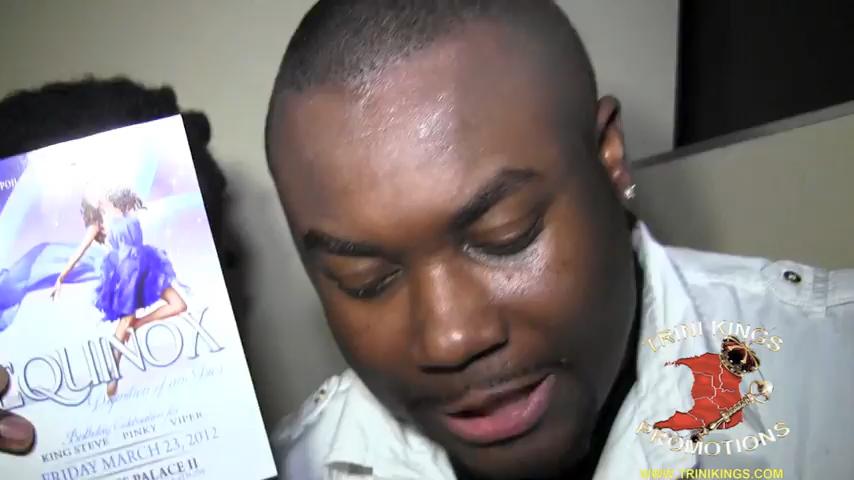 EQUINOX
Birthday Celebration for
KING STEVE PINKY VIPER
FRIDAY MARCH 23, 2012
PALACE II
TRINI KINGS
PROMOTIONS
WWW.TRINIKINGS.COM